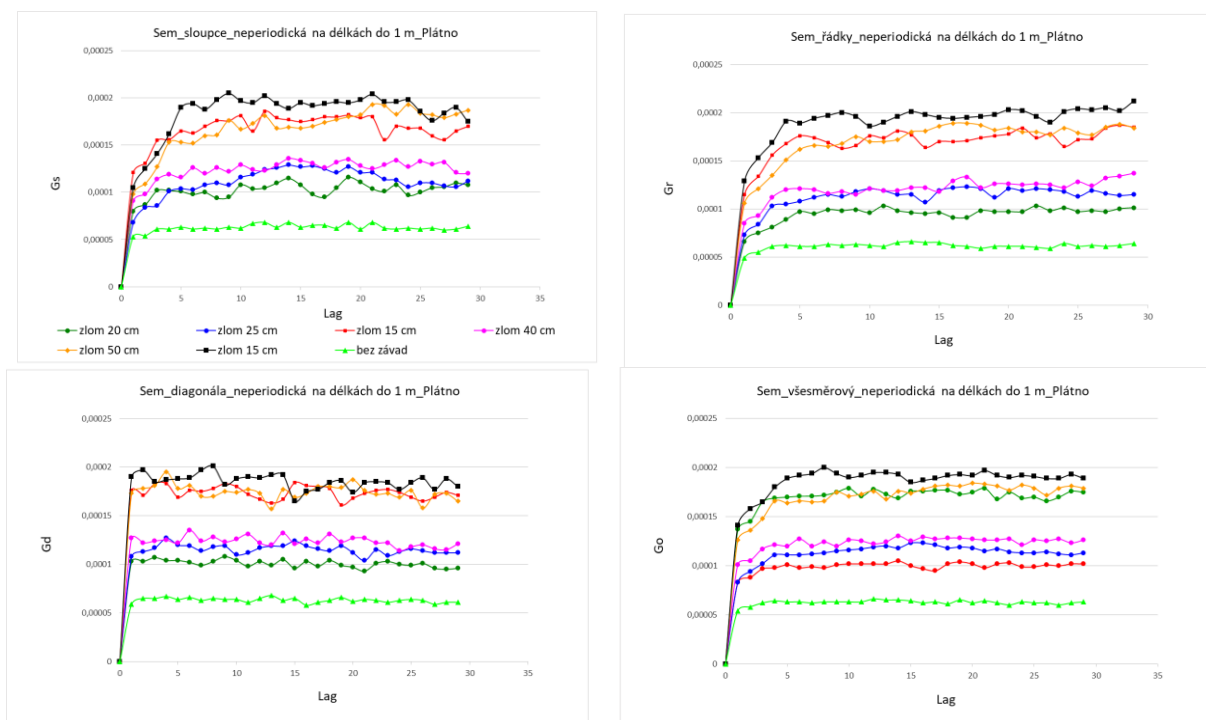 Sem_sloupce_neperiodická na délkách do 1 m_Plátno
Gs
0,00025
0,0002
0,00015
0,0001
0,00005
0
0 5 10 15 20 25 30 35
Lag
zlom 20 cm zlom 25 cm zlom 15 cm zlom 40 cm
zlom 50 cm zlom 15 cm bez závad
Sem_řádky_neperiodická na délkách do 1 m_Plátno
Gr
0,00025
0,0002
0,00015
0,0001
0,00005
0
0 5 10 15 20 25 30
Lag
Sem_diagonála_neperiodická na délkách do 1 m_Plátno
Gd
0,00025
0,0002
0,00015
0,0001
0,00005
0
0 5 10 15 20 25 30 35
Lag
Sem_všesměrový_neperiodická na délkách do 1 m_Plátno
Go
0,00025
0,0002
0,00015
0,0001
0,00005
0
0 5 10 15 20 25 30 35
Lag